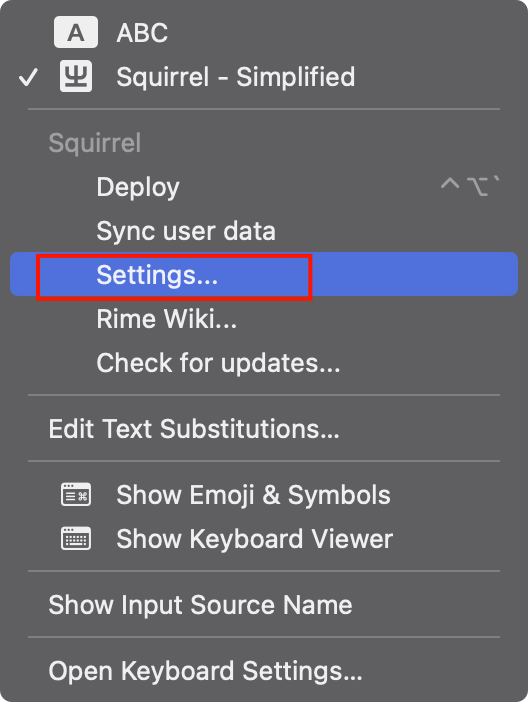 A ABC
✓ Squirrel - Simplified
Squirrel
Deploy ^⌥`
Sync user data
Settings...
Rime Wiki...
Check for updates...
Edit Text Substitutions...
Show Emoji & Symbols
Show Keyboard Viewer
Show Input Source Name
Open Keyboard Settings...